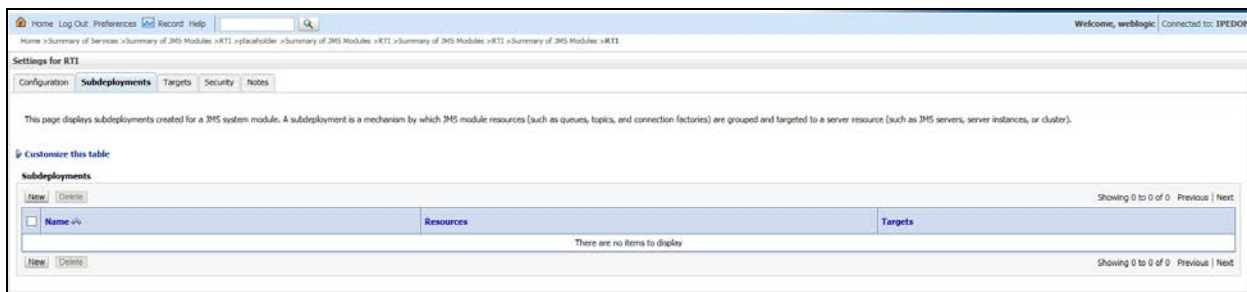 Home Log Out Preferences Record Help
Welcome, weblogic Connected to: IPEDON
Home >Summary of Services >Summary of JMS Modules >RTI >placeholder >Summary of JMS Modules >RTI >Summary of JMS Modules >RTI >Summary of JMS Modules >RTI
Settings for RTI
Configuration Subdeployments Targets Security Notes
This page displays subdeployments created for a JMS system module. A subdeployment is a mechanism by which JMS module resources (such as queues, topics, and connection factories) are grouped and targeted to a server resource (such as JMS servers, server instances, or cluster).
Customize this table
Subdeployments
New Delete Showing 0 to 0 of 0 Previous | Next
Name Resources Targets
There are no items to display
New Delete Showing 0 to 0 of 0 Previous | Next